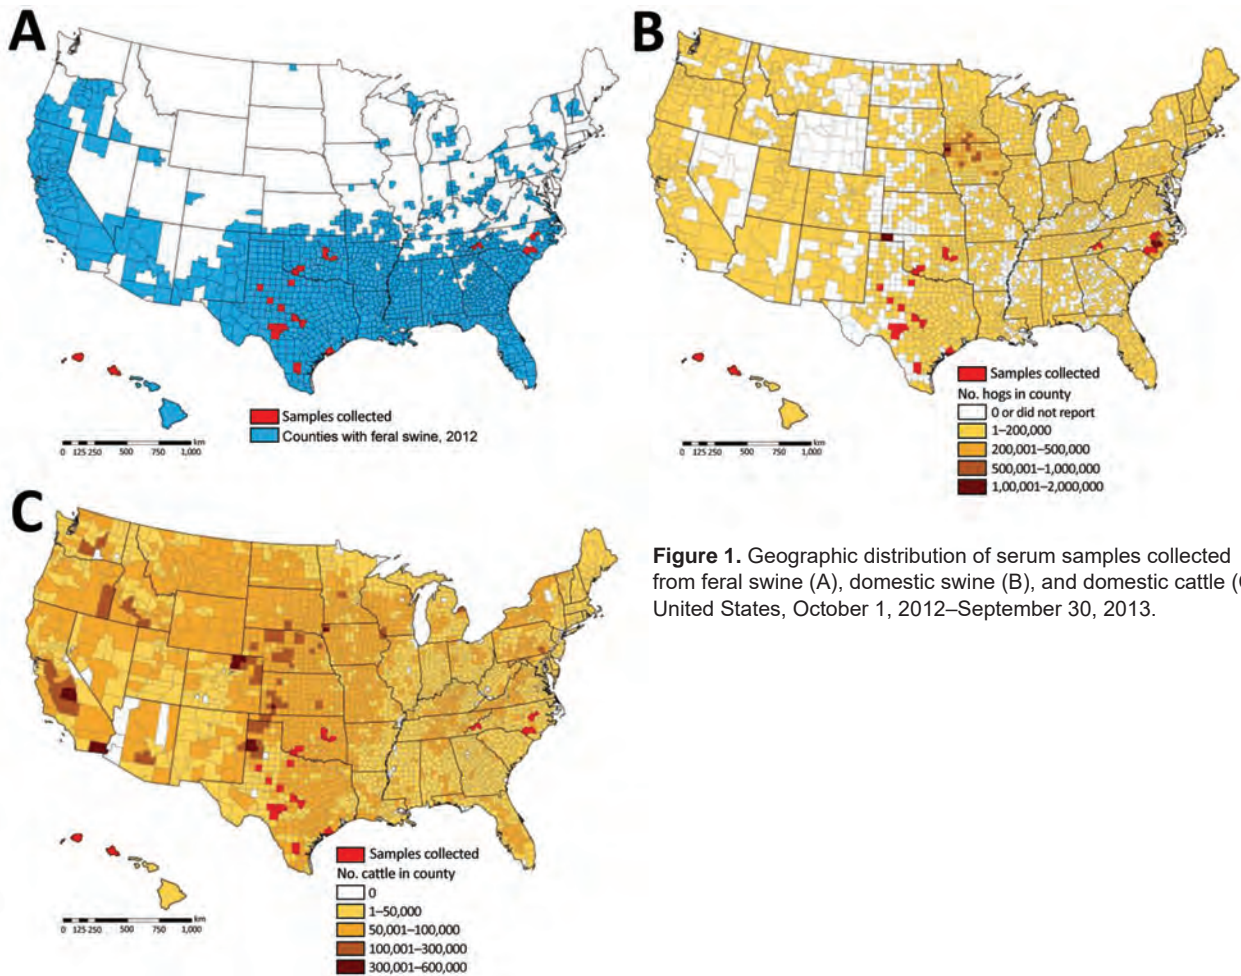 A
Samples collected
Counties with feral swine, 2012
km
0 125 250 500 750 1,000
B
Samples collected
No. hogs in county
0 or did not report
1–200,000
200,001–500,000
500,001–1,000,000
1,00,001–2,000,000
km
0 125 250 500 750 1,000
C
Samples collected
No. cattle in county
0
1–50,000
50,001–100,000
100,001–300,000
300,001–600,000
km
0 125 250 500 750 1,000
Figure 1. Geographic distribution of serum samples collected
from feral swine (A), domestic swine (B), and domestic cattle (
United States, October 1, 2012–September 30, 2013.